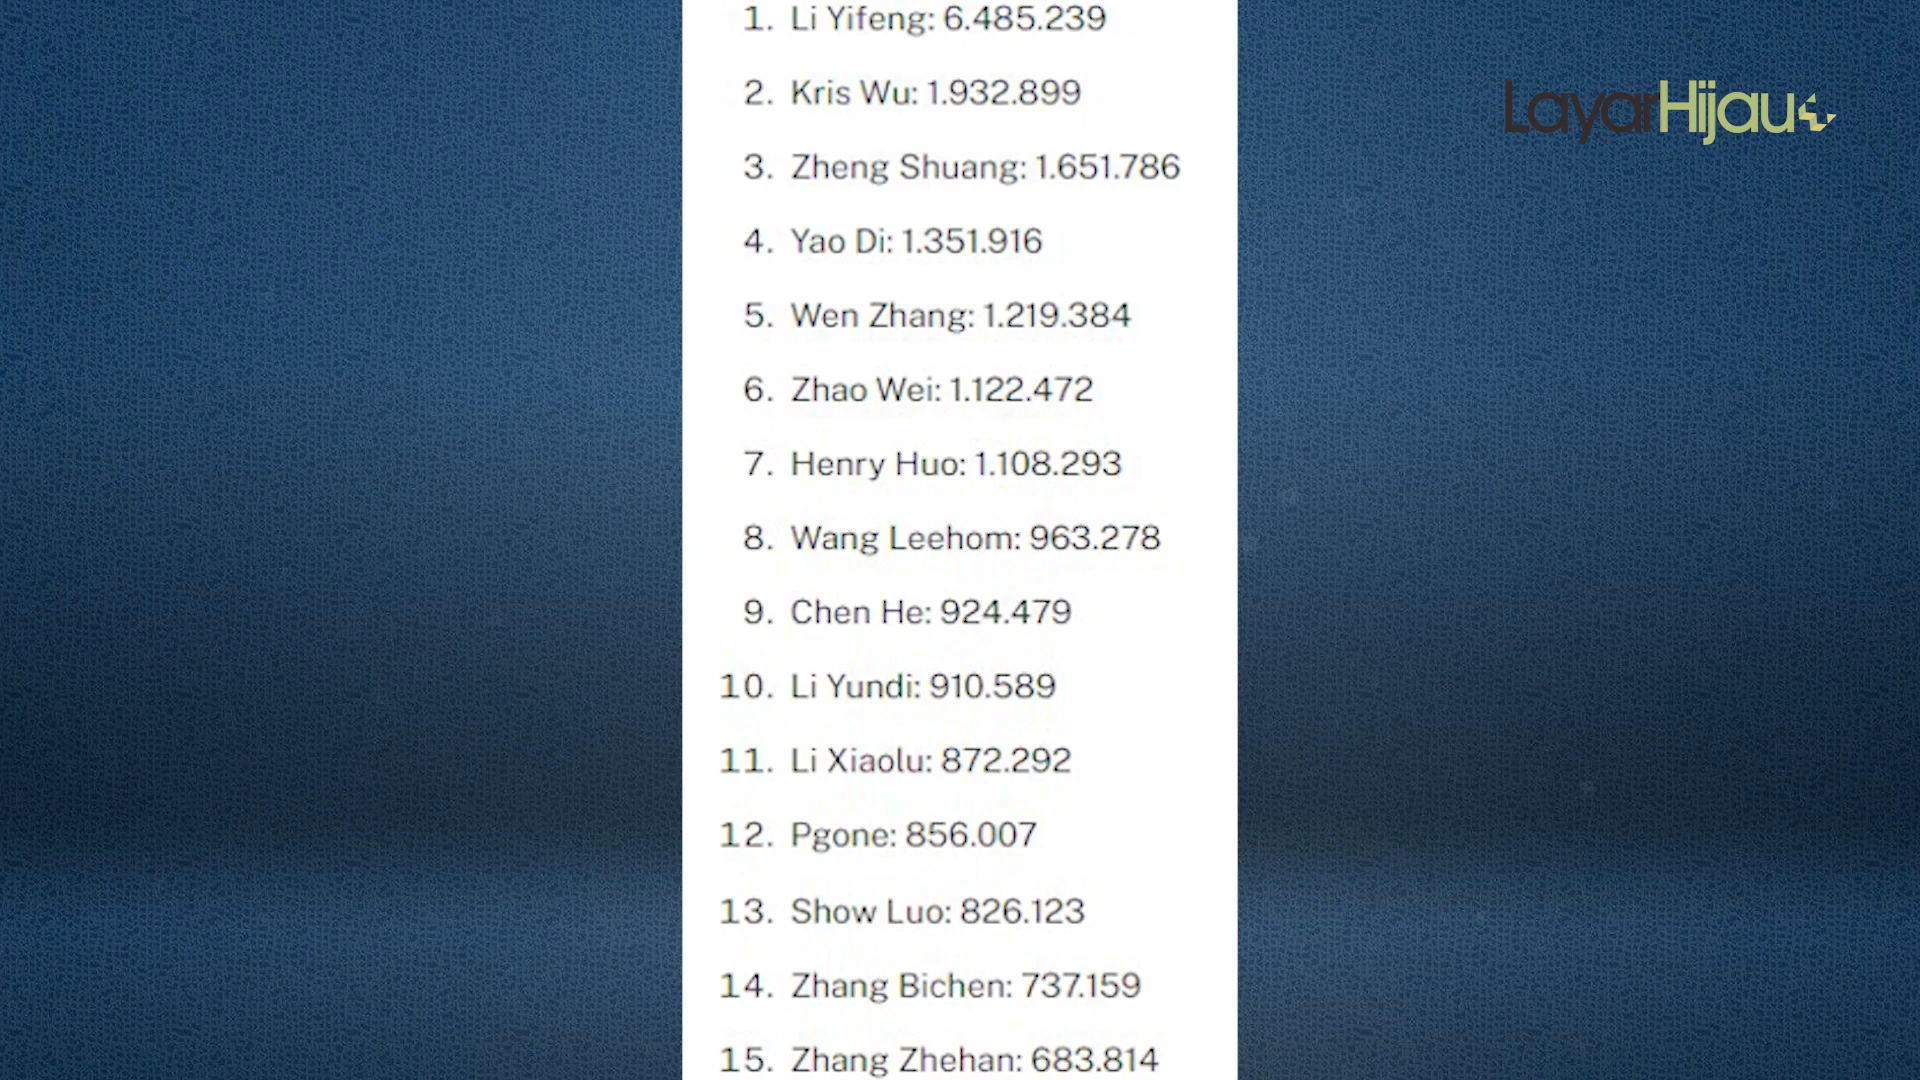 1. Li Yifeng: 6.485.239
2. Kris Wu: 1.932.899
3. Zheng Shuang: 1.651.786
4. Yao Di: 1.351.916
5. Wen Zhang: 1.219.384
6. Zhao Wei: 1.122.472
7. Henry Huo: 1.108.293
8. Wang Leehom: 963.278
9. Chen He: 924.479
10. Li Yundi: 910.589
11. Li Xiaolu: 872.292
12. Pgone: 856.007
13. Show Luo: 826.123
14. Zhang Bichen: 737.159
15. Zhang Zhehan: 683.814
LayarHijau